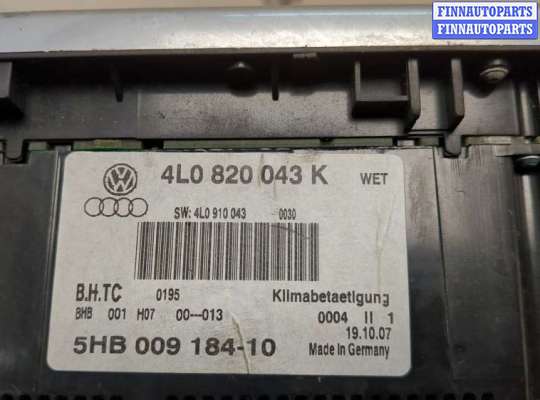 FINNAUTOPARTS
FINNAUTOPARTS
4L0 820 043 K WET
SW: 4L0 910 043 0030
B.H.TC 0195 Klimabetaetigung
BHB 001 H07 00--013 0004 II 1
19.10.07
5HB 009 184-10 Made in Germany